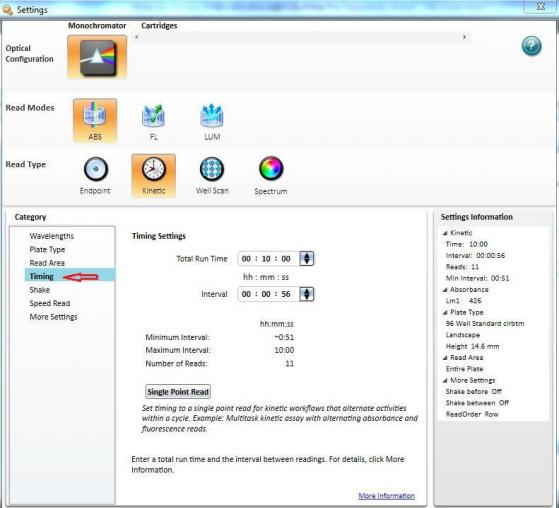 Settings
Monochromator Cartridges
Optical
Configuration
Read Modes
ABS FL LUM
Read Type
Endpoint Kinetic Well Scan Spectrum
Category
Wavelengths
Plate Type
Read Area
Timing
Shake
Speed Read
More Settings
Timing Settings
Total Run Time 00 : 10 : 00
hh : mm : ss
Interval 00 : 00 : 56
hh:mm:ss
Minimum Interval: ~0:51
Maximum Interval: 10:00
Number of Reads: 11
Single Point Read
Set timing to a single point read for kinetic workflows that alternate activities
within a cycle. Example: Multitask kinetic assay with alternating absorbance and
fluorescence reads.
Enter a total run time and the interval between readings. For details, click More
Information.
More Information
Settings Information
Kinetic
Time: 10:00
Interval: 00:00:56
Reads: 11
Min Interval: 00:51
Absorbance
Lm1 426
Plate Type
96 Well Standard clrbtm
Landscape
Height 14.6 mm
Read Area
Entire Plate
More Settings
Shake before Off
Shake between Off
ReadOrder Row